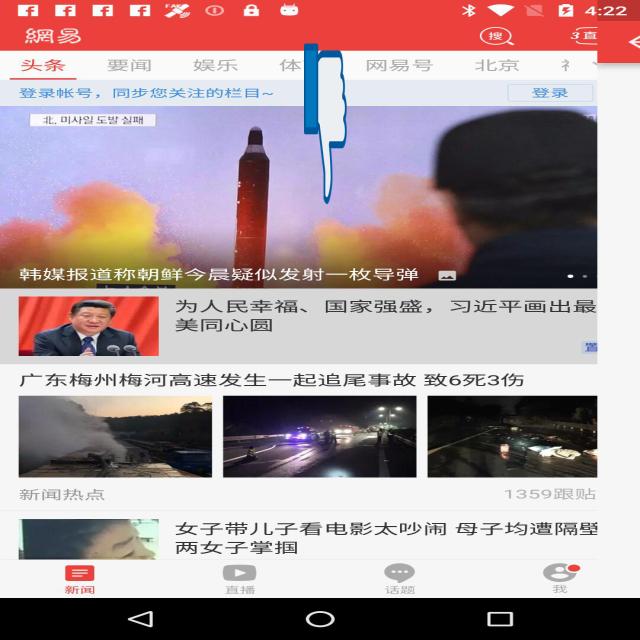 4:22
網易
搜
直
头条 要闻 娱乐 体 网易号 北京
登录帐号，同步您关注的栏目~ 登录
北, 미사일 도발 실패
韩媒报道称朝鲜今晨疑似发射一枚导弹
为人民幸福、国家强盛，习近平画出最
美同心圆
广东梅州梅河高速发生一起追尾事故 致6死3伤
新闻热点 1359跟贴
女子带儿子看电影太吵闹 母子均遭隔壁
两女子掌掴
新闻 直播 话题 我